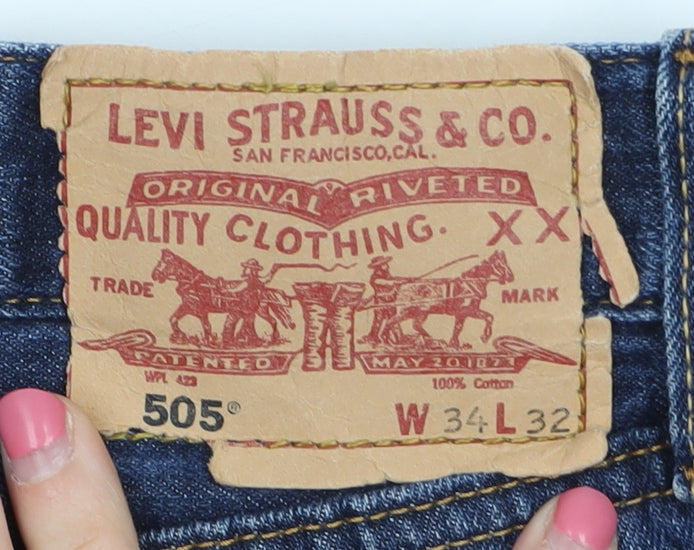 LEVI STRAUSS & CO.
SAN FRANCISCO, CAL.
ORIGINAL RIVETED
QUALITY CLOTHING. XX
TRADE MARK
PATENTED MAY 20 1873
WPL 423 100% Cotton
505® W 34 L 32